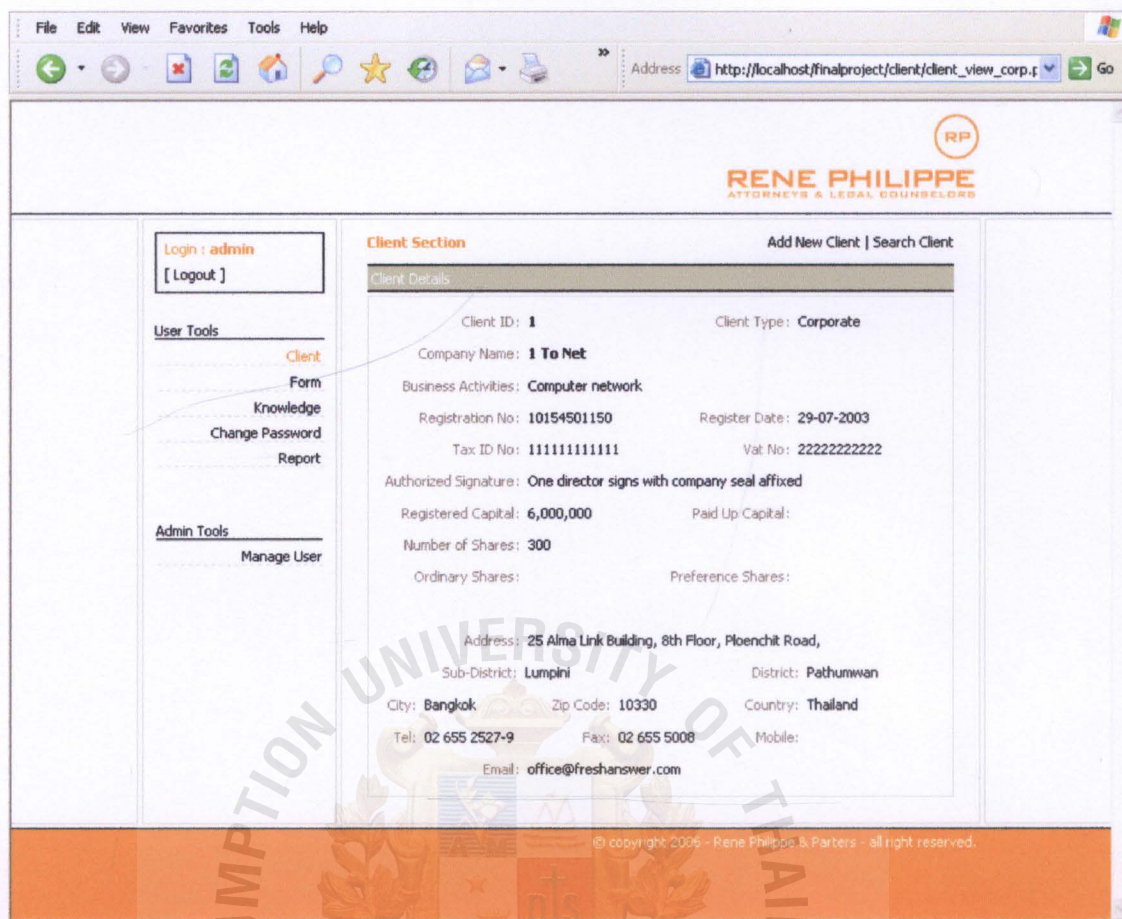 File Edit View Favorites Tools Help
» Address http://localhost/finalproject/client/client_view_corp.p Go
RP
RENE PHILIPPE
ATTORNEYS & LEGAL COUNSELORS
Login : admin
[ Logout ]
User Tools
Client
Form
Knowledge
Change Password
Report
Admin Tools
Manage User
Client Section Add New Client | Search Client
Client Details
Client ID: 1 Client Type: Corporate
Company Name: 1 To Net
Business Activities: Computer network
Registration No: 10154501150 Register Date: 29-07-2003
Tax ID No: 111111111111 Vat No: 22222222222
Authorized Signature: One director signs with company seal affixed
Registered Capital: 6,000,000 Paid Up Capital:
Number of Shares: 300
Ordinary Shares: Preference Shares:
Address: 25 Alma Link Building, 8th Floor, Ploenchit Road,
Sub-District: Lumpini District: Pathumwan
City: Bangkok Zip Code: 10330 Country: Thailand
Tel: 02 655 2527-9 Fax: 02 655 5008 Mobile:
Email: office@freshanswer.com
© copyright 2006 - Rene Philippe & Parters - all right reserved.
UNIVERSITY OF